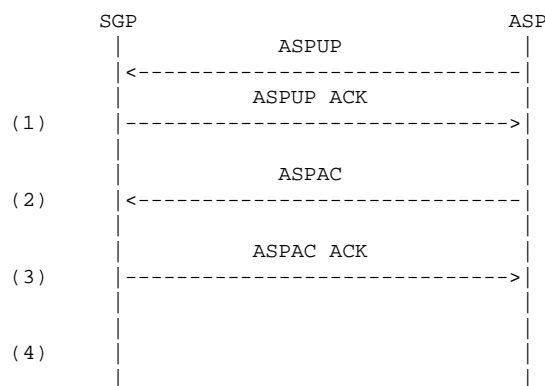 SGP ASP
| ASPUP |
|<--------------------------------|
| ASPUP ACK |
(1) |-------------------------------->|
| |
| ASPAC |
(2) |<--------------------------------|
| |
| ASPAC ACK |
(3) |-------------------------------->|
| |
| |
(4) | |
| |